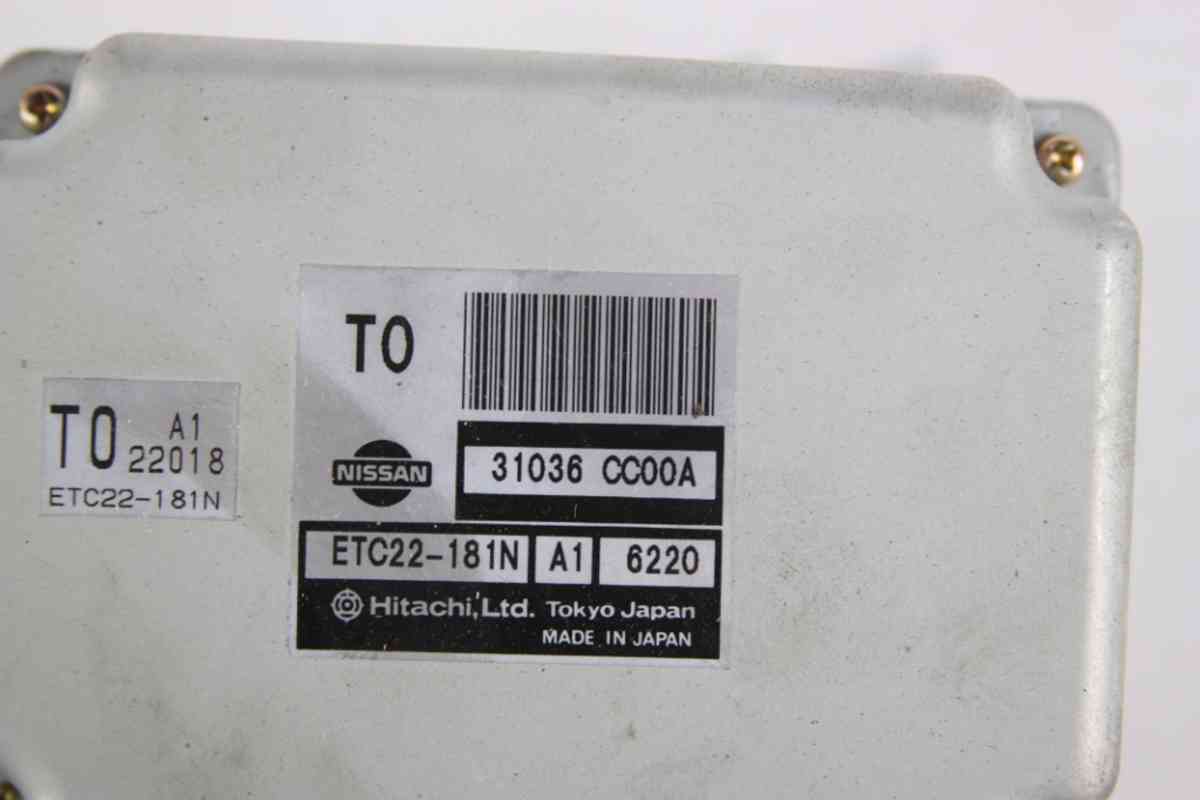 T0 A1
22018
ETC22-181N
T0
NISSAN
31036 CC00A
ETC22-181N A1 6220
Hitachi, Ltd. Tokyo Japan
MADE IN JAPAN